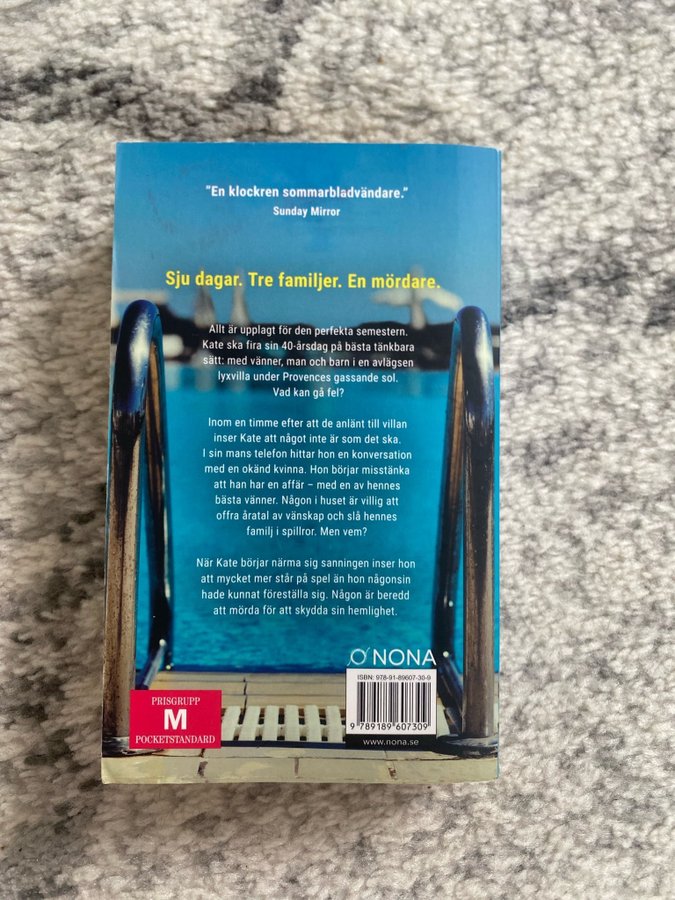 "En klockren sommarbladvändare."
Sunday Mirror
Sju dagar. Tre familjer. En mördare.
Allt är upplagt för den perfekta semestern.
Kate ska fira sin 40-årsdag på bästa tänkbara
sätt: med vänner, man och barn i en avlägsen
lyxvilla under Provences gassande sol.
Vad kan gå fel?
Inom en timme efter att de anlänt till villan
inser Kate att något inte är som det ska.
I sin mans telefon hittar hon en konversation
med en okänd kvinna. Hon börjar misstänka
att han har en affär – med en av hennes
bästa vänner. Någon i huset är villig att
offra åratal av vänskap och slå hennes
familj i spillror. Men vem?
När Kate börjar närma sig sanningen inser hon
att mycket mer står på spel än hon någonsin
hade kunnat föreställa sig. Någon är beredd
att mörda för att skydda sin hemlighet.
NONA
ISBN: 978-91-89607-30-9
9 789189 607309
www.nona.se
PRISGRUPP
M
POCKETSTANDARD